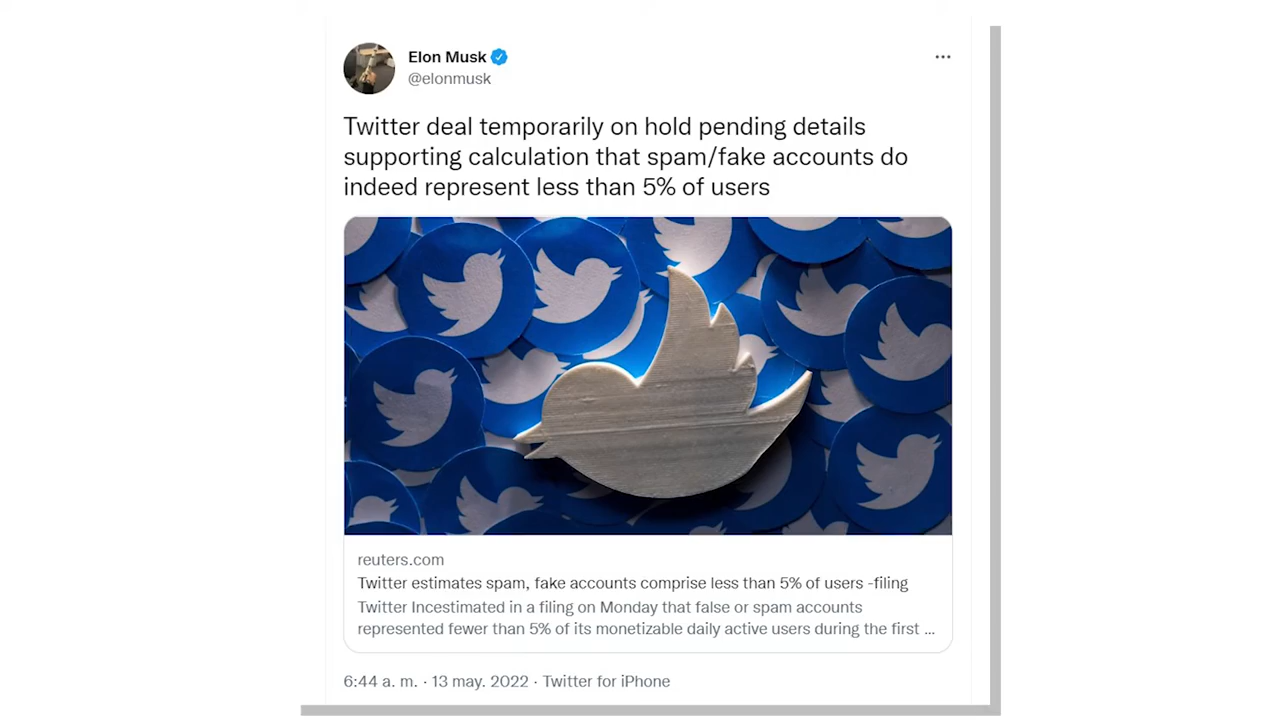 Elon Musk
@elonmusk
Twitter deal temporarily on hold pending details
supporting calculation that spam/fake accounts do
indeed represent less than 5% of users
reuters.com
Twitter estimates spam, fake accounts comprise less than 5% of users -filing
Twitter Incestimated in a filing on Monday that false or spam accounts
represented fewer than 5% of its monetizable daily active users during the first ...
6:44 a. m. · 13 may. 2022 · Twitter for iPhone